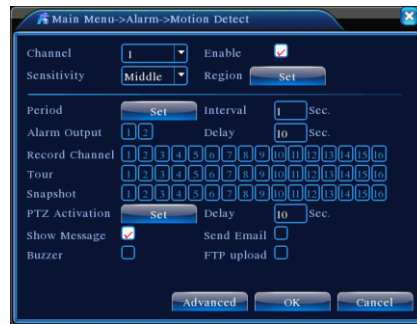 Main Menu->Alarm->Motion Detect
Channel 1 Enable
Sensitivity Middle Region Set
Period Set Interval 1 Sec.
Alarm Output 1 2 Delay 10 Sec.
Record Channel 1 2 3 4 5 6 7 8 9 10 11 12 13 14 15 16
Tour 1 2 3 4 5 6 7 8 9 10 11 12 13 14 15 16
Snapshot 1 2 3 4 5 6 7 8 9 10 11 12 13 14 15 16
PTZ Activation Set Delay 10 Sec.
Show Message Send Email
Buzzer FTP upload
Advanced OK Cancel